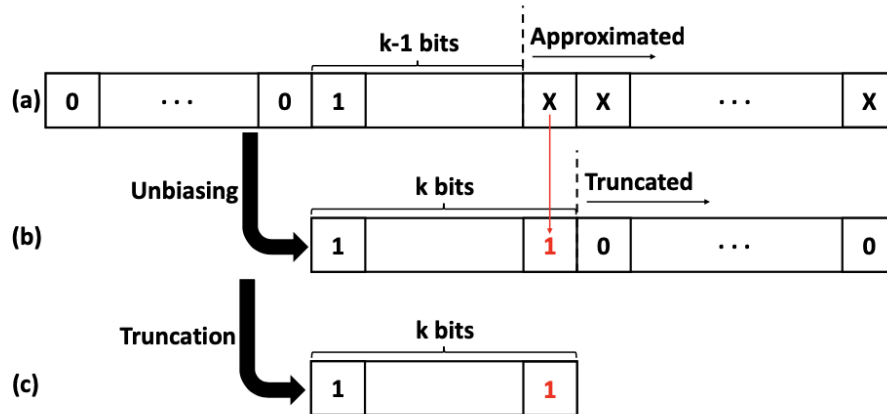 k-1 bits Approximated
(a) 0 ... 0 1 X X ... X
Unbiasing k bits Truncated
(b) 1 1 0 ... 0
Truncation k bits
(c) 1 1